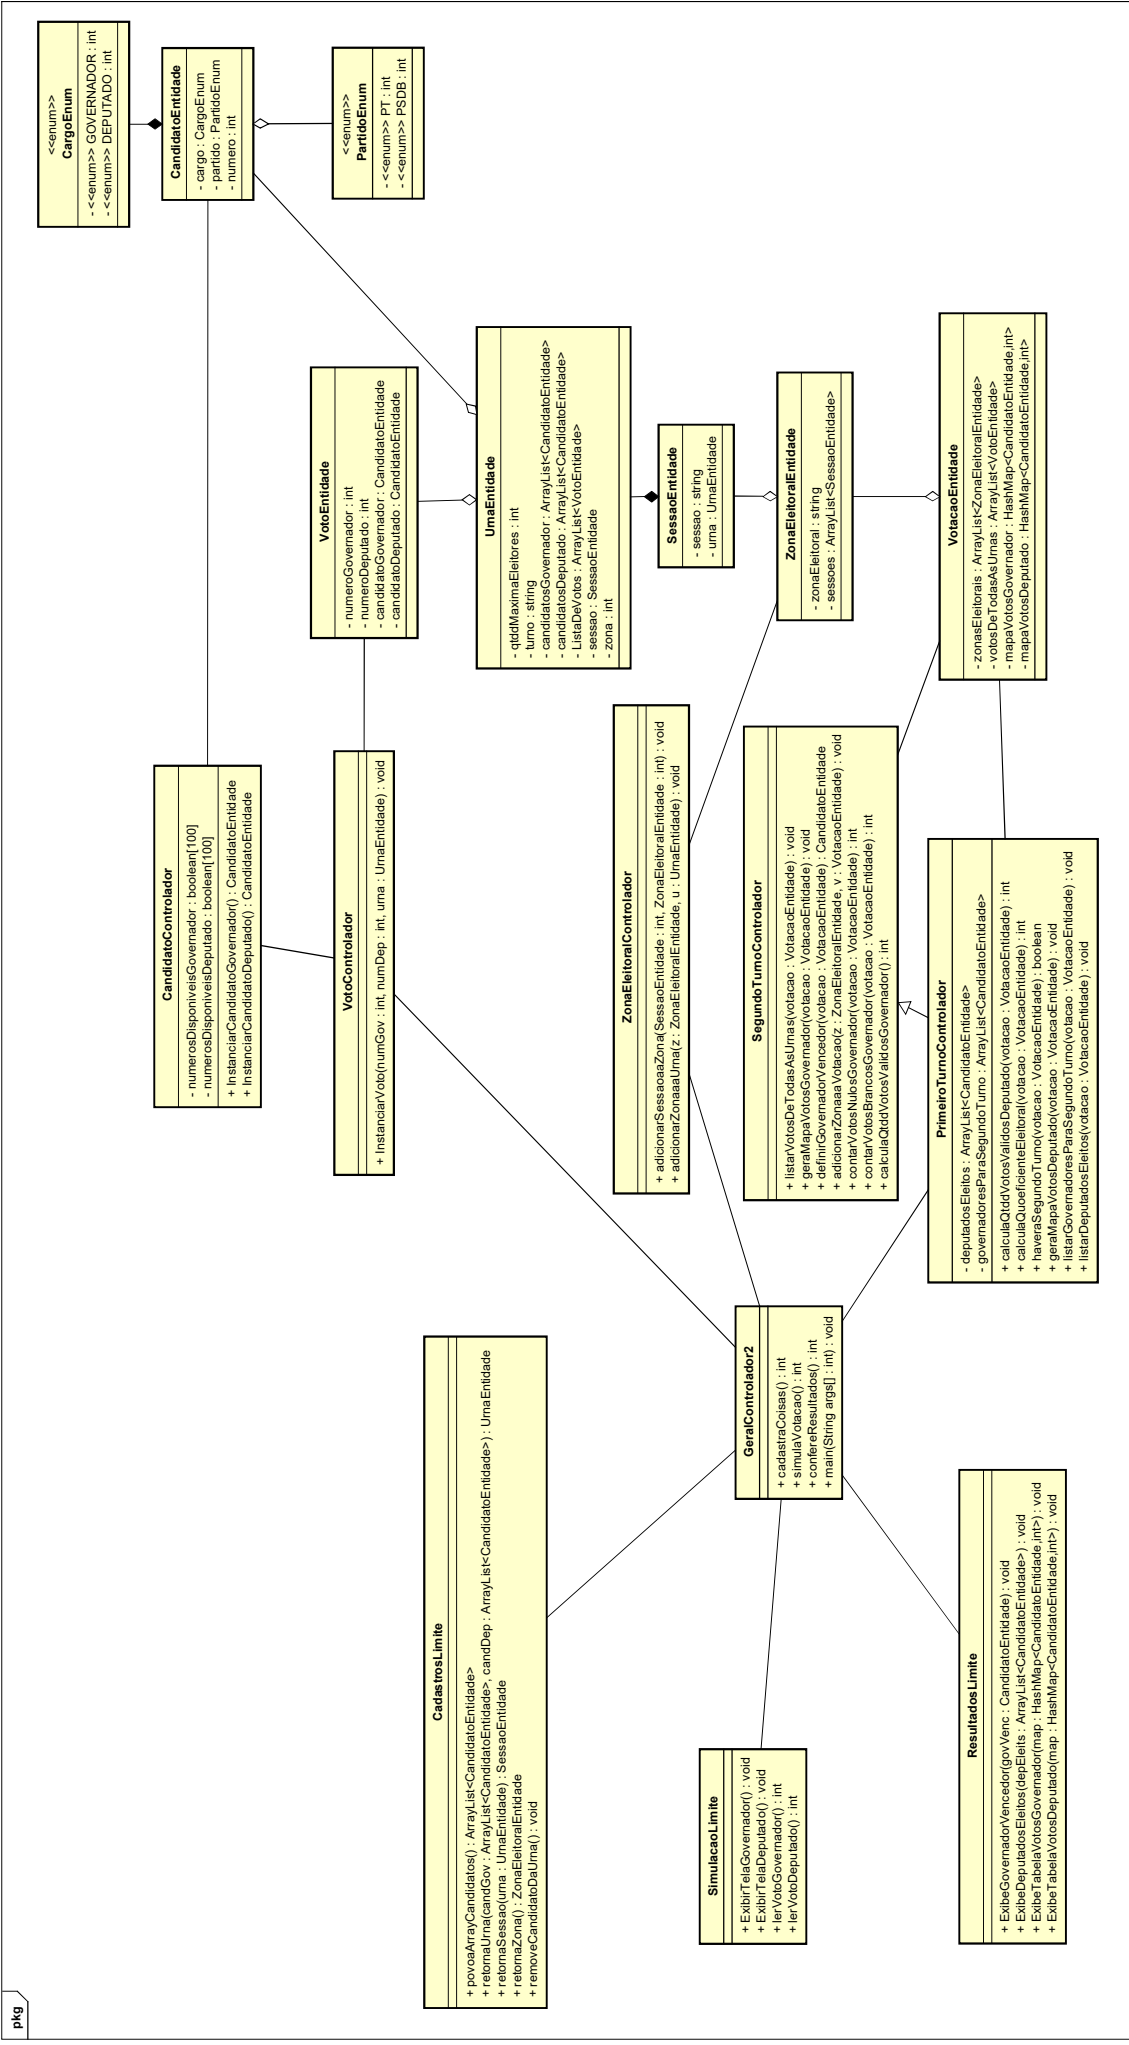 pkg
CadastrosLimite
+ povoaArrayCandidatos() : ArrayList<CandidatoEntidade>
+ retornaUrna(candGov : ArrayList<CandidatoEntidade>, candDep : ArrayList<CandidatoEntidade>) : UrnaEntidade
+ retornaSessao(urna : UrnaEntidade) : SessaoEntidade
+ retornaZona() : ZonaEleitoralEntidade
+ removeCandidatoDaUrna() : void
SimulacaoLimite
+ ExibirTelaGovernador() : void
+ ExibirTelaDeputado() : void
+ lerVotoGovernador() : int
+ lerVotoDeputado() : int
ResultadosLimite
+ ExibeGovernadorVencedor(govVenc : CandidatoEntidade) : void
+ ExibeDeputadosEleitos(depEleits : ArrayList<CandidatoEntidade>) : void
+ ExibeTabelaVotosGovernador(map : HashMap<CandidatoEntidade,int>) : void
+ ExibeTabelaVotosDeputado(map : HashMap<CandidatoEntidade,int>) : void
GeralControlador2
+ cadastraCoisas() : int
+ simulaVotacao() : int
+ confereResultados() : int
+ main(String args[] : int) : void
CandidatoControlador
- numerosDisponiveisGovernador : boolean[100]
- numerosDisponiveisDeputado : boolean[100]
+ InstanciarCandidatoGovernador() : CandidatoEntidade
+ InstanciarCandidatoDeputado() : CandidatoEntidade
VotoControlador
+ InstanciarVoto(numGov : int, numDep : int, urna : UrnaEntidade) : void
ZonaEleitoralControlador
+ adicionarSessaoaaZona(SessaoEntidade : int, ZonaEleitoralEntidade : int) : void
+ adicionarZonaaaUrna(z : ZonaEleitoralEntidade, u : UrnaEntidade) : void
SegundoTurnoControlador
+ listarVotosDeTodasAsUrnas(votacao : VotacaoEntidade) : void
+ geraMapaVotosGovernador(votacao : VotacaoEntidade) : void
+ definirGovernadorVencedor(votacao : VotacaoEntidade) : CandidatoEntidade
+ adicionarZonaaaVotacao(z : ZonaEleitoralEntidade, v : VotacaoEntidade) : void
+ contarVotosNulosGovernador(votacao : VotacaoEntidade) : int
+ contarVotosBrancosGovernador(votacao : VotacaoEntidade) : int
+ calculaQtddVotosValidosGovernador() : int
PrimeiroTurnoControlador
- deputadosEleitos : ArrayList<CandidatoEntidade>
- governadoresParaSegundoTurno : ArrayList<CandidatoEntidade>
+ calculaQtddVotosValidosDeputado(votacao : VotacaoEntidade) : int
+ calculaQuoeficienteEleitoral(votacao : VotacaoEntidade) : int
+ haveraSegundoTurno(votacao : VotacaoEntidade) : boolean
+ geraMapaVotosDeputado(votacao : VotacaoEntidade) : void
+ listarGovernadoresParaSegundoTurno(votacao : VotacaoEntidade) : void
+ listarDeputadosEleitos(votacao : VotacaoEntidade) : void
VotoEntidade
- numeroGovernador : int
- numeroDeputado : int
- candidatoGovernador : CandidatoEntidade
- candidatoDeputado : CandidatoEntidade
UrnaEntidade
- qtddMaximaEleitores : int
- turno : string
- candidatosGovernador : ArrayList<CandidatoEntidade>
- candidatosDeputado : ArrayList<CandidatoEntidade>
- ListaDeVotos : ArrayList<VotoEntidade>
- sessao : SessaoEntidade
- zona : int
SessaoEntidade
- sessao : string
- urna : UrnaEntidade
ZonaEleitoralEntidade
- zonaEleitoral : string
- sessoes : ArrayList<SessaoEntidade>
VotacaoEntidade
- zonasEleitorais : ArrayList<ZonaEleitoralEntidade>
- votosDeTodasAsUrnas : ArrayList<VotoEntidade>
- mapaVotosGovernador : HashMap<CandidatoEntidade,int>
- mapaVotosDeputado : HashMap<CandidatoEntidade,int>
<<enum>>
CargoEnum
- <<enum>> GOVERNADOR : int
- <<enum>> DEPUTADO : int
CandidatoEntidade
- cargo : CargoEnum
- partido : PartidoEnum
- numero : int
<<enum>>
PartidoEnum
- <<enum>> PT : int
- <<enum>> PSDB : int